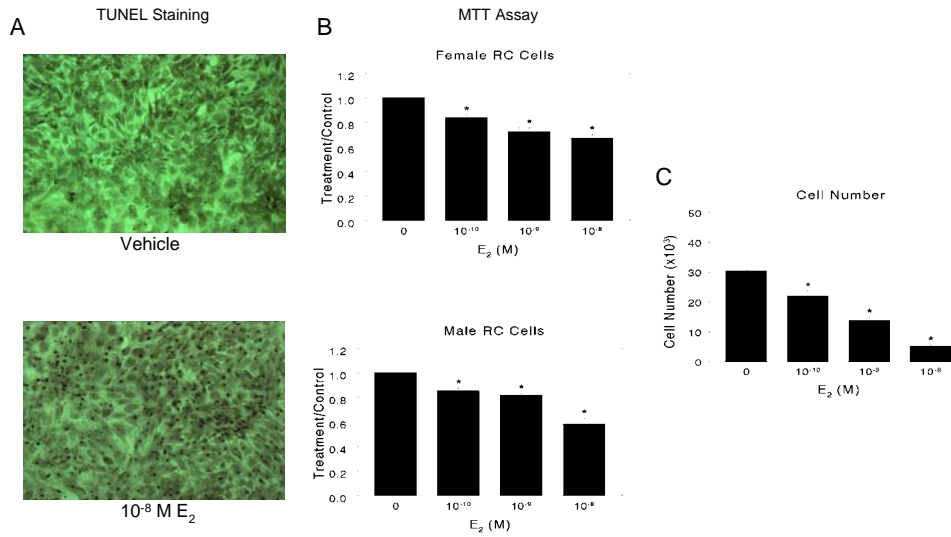 A
TUNEL Staining
Vehicle
10⁻⁸ M E₂
B
MTT Assay
Female RC Cells
Treatment/Control
1.2
1.0
0.8
0.6
0.4
0.2
0.0
* * *
0 10⁻¹⁰ 10⁻⁹ 10⁻⁸
E₂ (M)
Male RC Cells
Treatment/Control
1.2
1.0
0.8
0.6
0.4
0.2
0.0
* * *
0 10⁻¹⁰ 10⁻⁹ 10⁻⁸
E₂ (M)
C
Cell Number
Cell Number (x10³)
50
40
30
20
10
0
* * *
0 10⁻¹⁰ 10⁻⁹ 10⁻⁸
E₂ (M)